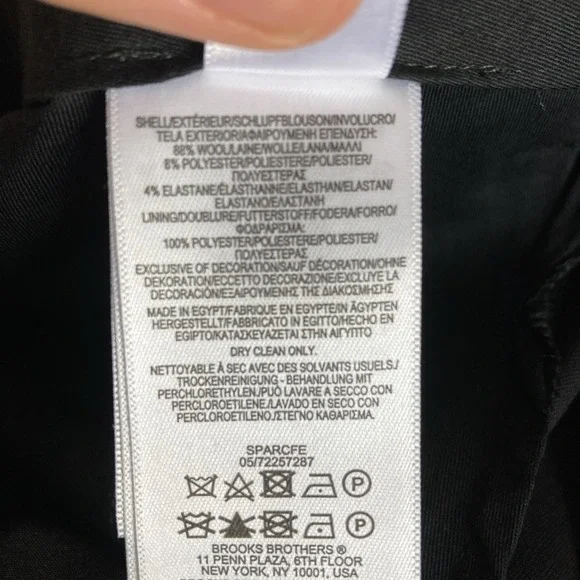 SHELL/EXTÉRIEUR/SCHLUPFBLOUSON/INVOLUCRO/
TELA EXTERIOR/ΑΦΑΙΡΟΥΜΕΝΗ ΕΠΕΝΔΥΣΗ:
88% WOOL/LAINE/WOLLE/LANA/ΜΑΛΛΙ
8% POLYESTER/POLIESTERE/POLIESTER/
ΠΟΛΥΕΣΤΕΡΑΣ
4% ELASTANE/ÉLASTHANNE/ELASTHAN/ELASTAN/
ELASTANO/ΕΛΑΣΤΑΝΗ
LINING/DOUBLURE/FUTTERSTOFF/FODERA/FORRO/
ΦΟΔΡΑΡΙΣΜΑ:
100% POLYESTER/POLIESTERE/POLIESTER/
ΠΟΛΥΕΣΤΕΡΑΣ
EXCLUSIVE OF DECORATION/SAUF DÉCORATION/OHNE
DEKORATION/ECCETTO DECORAZIONE/EXCLUYE LA
DECORACIÓN/ΕΞΑΙΡΟΥΜΕΝΗΣ ΤΗΣ ΔΙΑΚΟΣΜΗΣΗΣ
MADE IN EGYPT/FABRIQUE EN EGYPTE/IN ÄGYPTEN
HERGESTELLT/FABBRICATO IN EGITTO/HECHO EN
EGIPTO/ΚΑΤΑΣΚΕΥΑΖΕΤΑΙ ΣΤΗΝ ΑΙΓΥΠΤΟ
DRY CLEAN ONLY.
NETTOYABLE À SEC AVEC DES SOLVANTS USUELS./
TROCKENREINIGUNG - BEHANDLUNG MIT
PERCHLORETHYLEN./PUÒ LAVARE A SECCO CON
PERCLOROETILENE/LAVADO EN SECO CON
PERCLOROETILENO./ΣΤΕΓΝΟ ΚΑΘΑΡΙΣΜΑ.
SPARCFE
05/72257287
P
P
BROOKS BROTHERS ®
11 PENN PLAZA, 6TH FLOOR
NEW YORK, NY 10001, USA